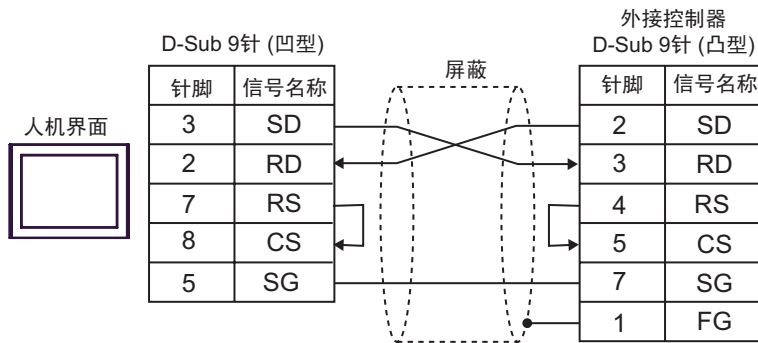 外接控制器
D-Sub 9针 (凹型)
D-Sub 9针 (凸型)
屏蔽
人机界面
针脚 信号名称
3 SD
2 RD
7 RS
8 CS
5 SG
针脚 信号名称
2 SD
3 RD
4 RS
5 CS
7 SG
1 FG